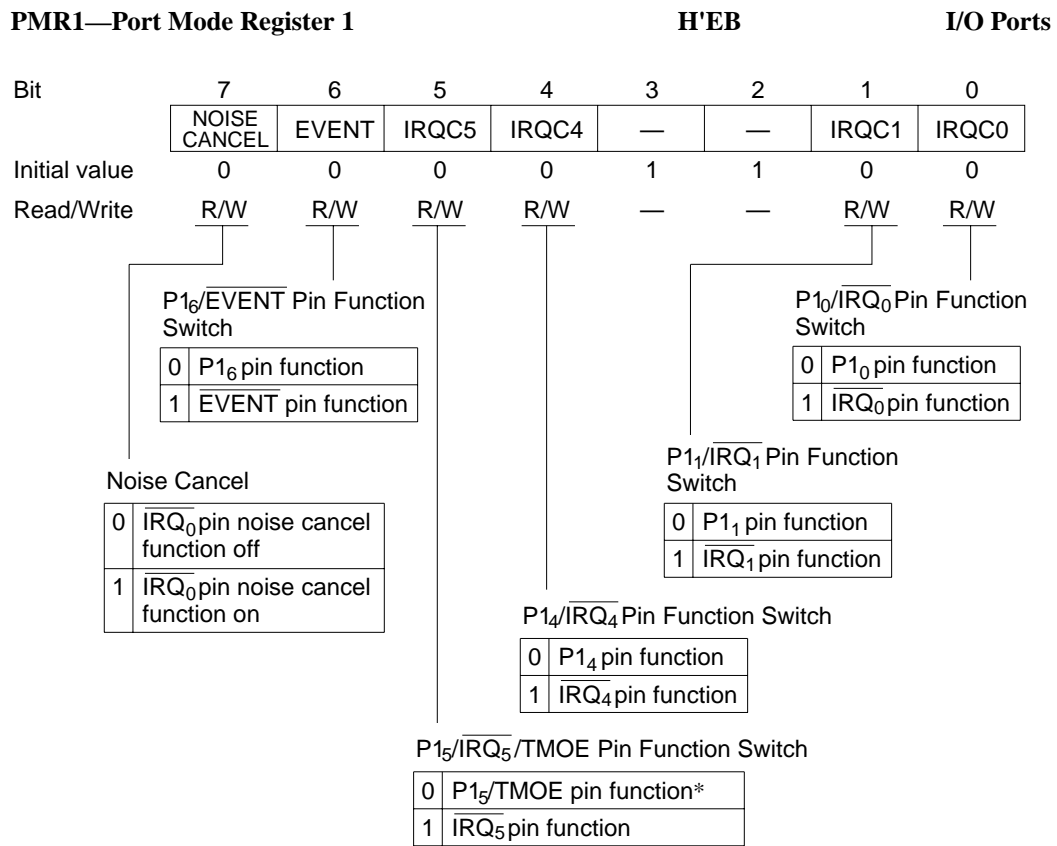 PMR1—Port Mode Register 1 H'EB I/O Ports
Bit 7 6 5 4 3 2 1 0
NOISE CANCEL EVENT IRQC5 IRQC4 — — IRQC1 IRQC0
Initial value 0 0 0 0 1 1 0 0
Read/Write R/W R/W R/W R/W — — R/W R/W
P16/EVENT Pin Function
Switch
0 P16 pin function
1 EVENT pin function
P10/IRQ0 Pin Function
Switch
0 P10 pin function
1 IRQ0 pin function
Noise Cancel
0 IRQ0 pin noise cancel
function off
1 IRQ0 pin noise cancel
function on
P11/IRQ1 Pin Function
Switch
0 P11 pin function
1 IRQ1 pin function
P14/IRQ4 Pin Function Switch
0 P14 pin function
1 IRQ4 pin function
P15/IRQ5/TMOE Pin Function Switch
0 P15/TMOE pin function*
1 IRQ5 pin function